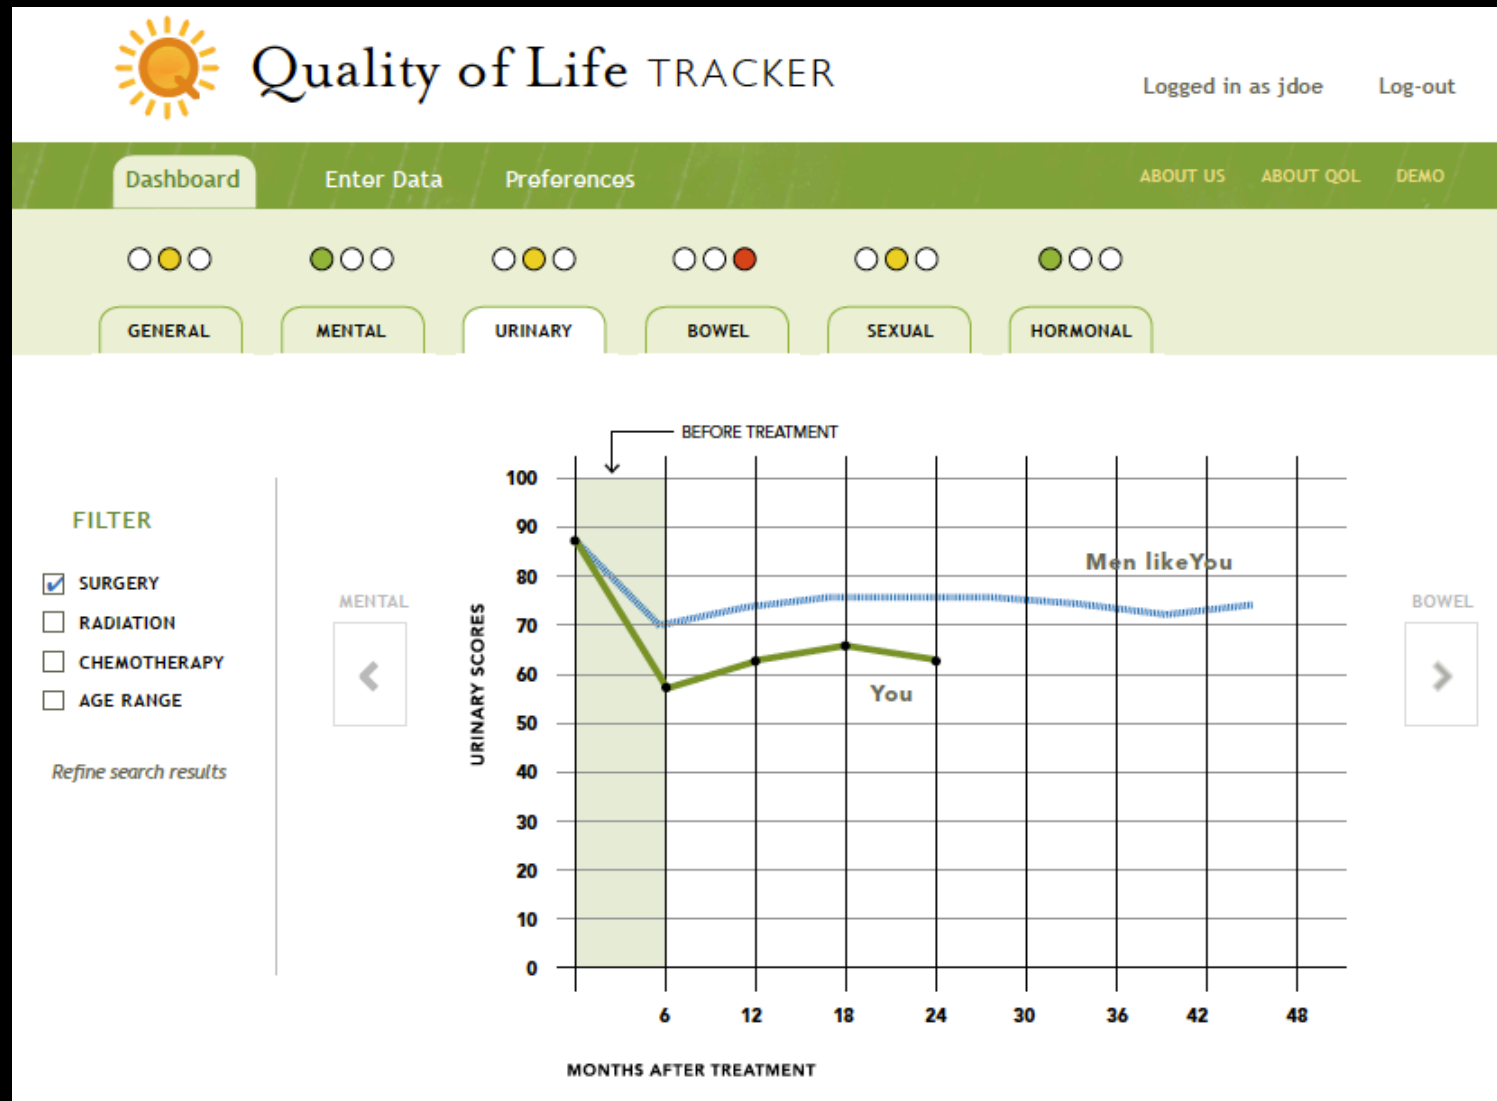 Quality of Life TRACKER
Logged in as jdoe
Log-out
Dashboard
Enter Data
Preferences
ABOUT US
ABOUT QOL
DEMO
GENERAL
MENTAL
URINARY
BOWEL
SEXUAL
HORMONAL
FILTER
SURGERY
RADIATION
CHEMOTHERAPY
AGE RANGE
Refine search results
MENTAL
BEFORE TREATMENT
100
90
80
70
60
50
40
30
20
10
0
URINARY SCORES
Men likeYou
You
6
12
18
24
30
36
42
48
MONTHS AFTER TREATMENT
BOWEL